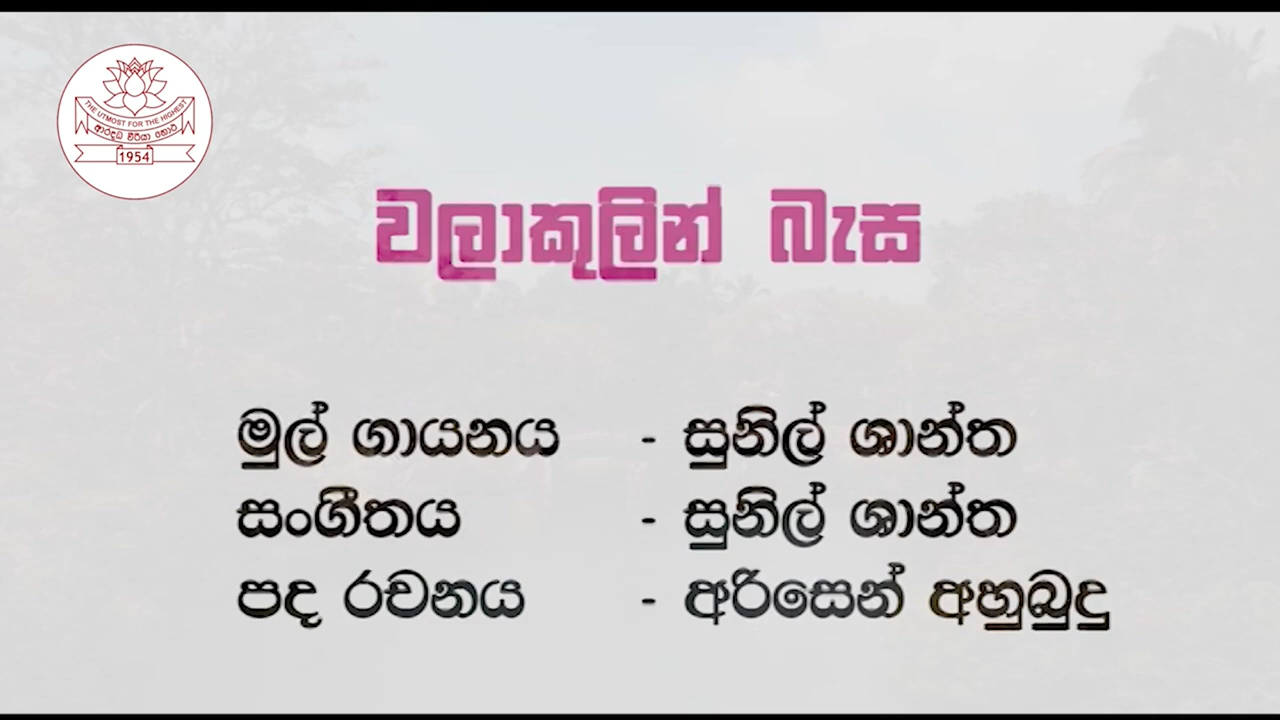 THE UTMOST FOR THE HIGHEST
1954
වලාකුලින් බැස
මුල් ගායනය - සුනිල් ශාන්ත
සංගීතය - සුනිල් ශාන්ත
පද රචනය - අරිසෙන් අහුබුදු